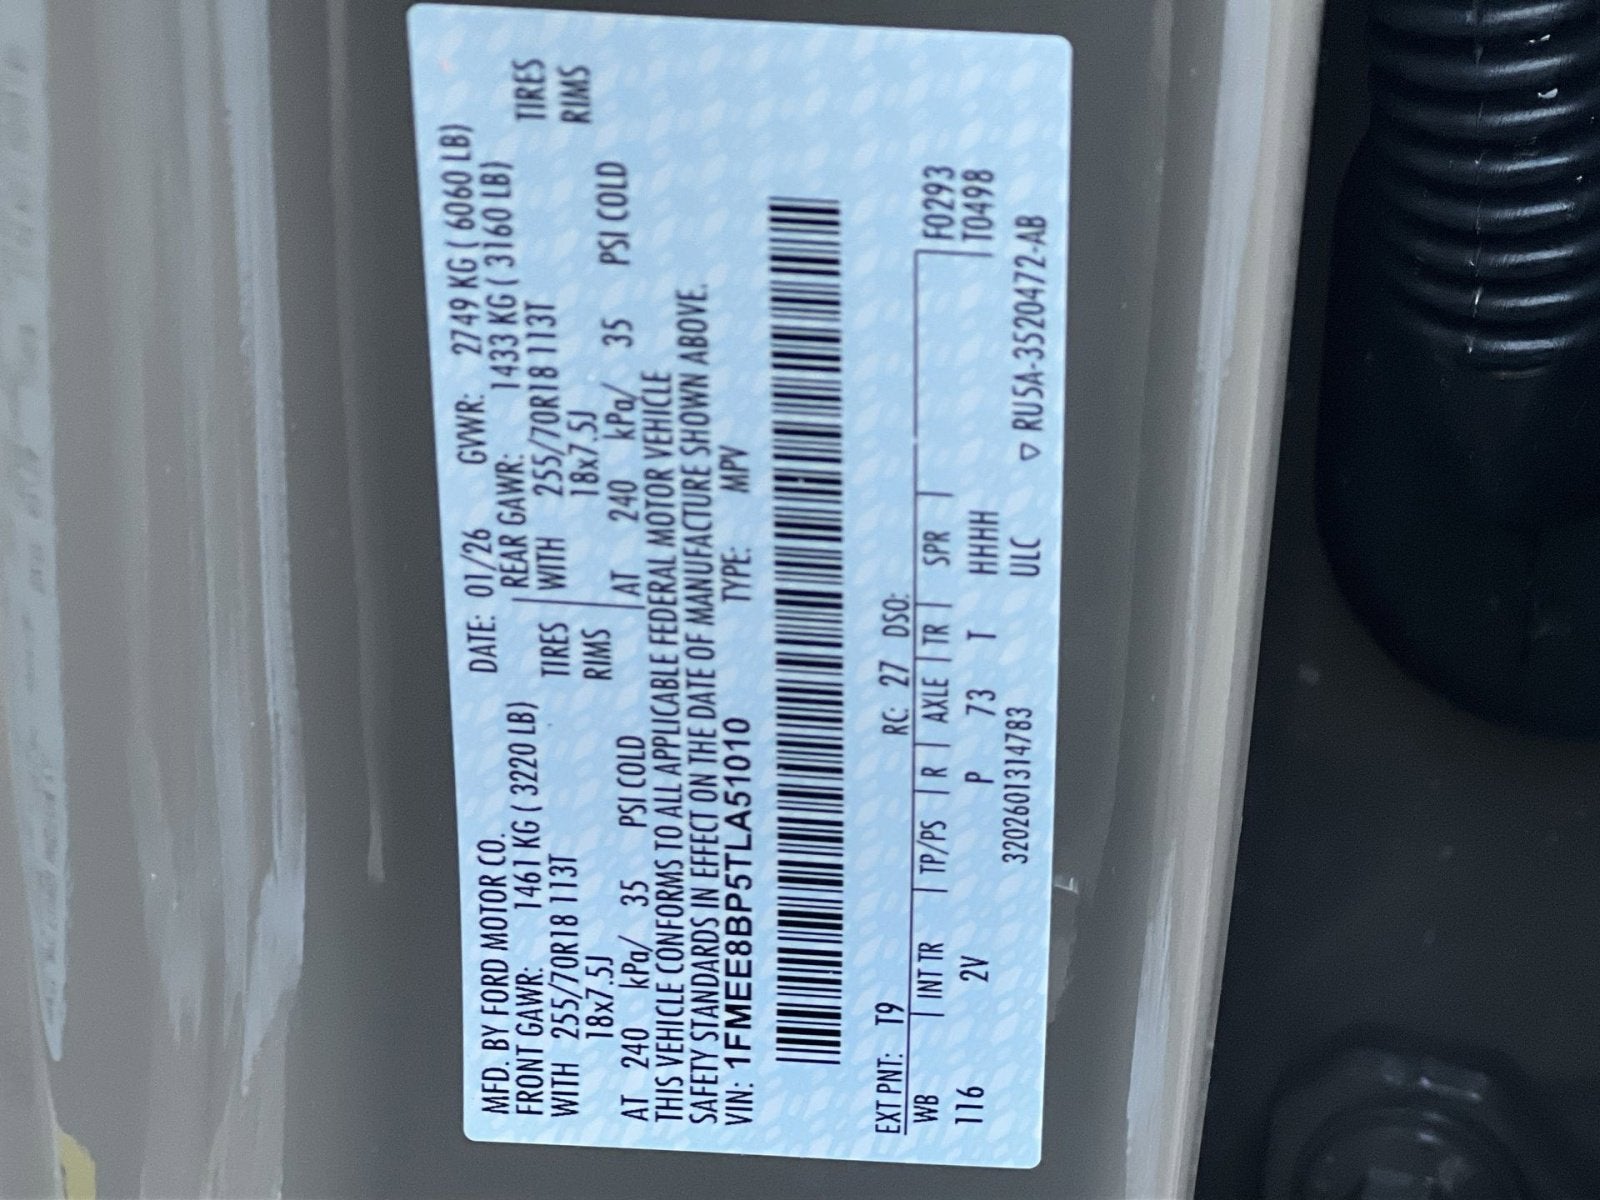 MFD. BY FORD MOTOR CO. DATE: 01/26 GVWR: 2749 KG ( 6060 LB)
FRONT GAWR: 1461 KG ( 3220 LB) REAR GAWR: 1433 KG ( 3160 LB)
WITH 255/70R18 113T TIRES WITH 255/70R18 113T TIRES
18x7.5J RIMS 18x7.5J RIMS
AT 240 kPa/ 35 PSI COLD AT 240 kPa/ 35 PSI COLD
THIS VEHICLE CONFORMS TO ALL APPLICABLE FEDERAL MOTOR VEHICLE
SAFETY STANDARDS IN EFFECT ON THE DATE OF MANUFACTURE SHOWN ABOVE.
VIN: 1FMEE8BP5TLA51010 TYPE: MPV
EXT PNT: T9 RC: 27 DSO:
WB | INT TR | TP/PS | R | AXLE | TR | SPR | F0293
116 2V P 73 T HHHH T0498
3202601314783 ULC ▽ RU5A-3520472-AB